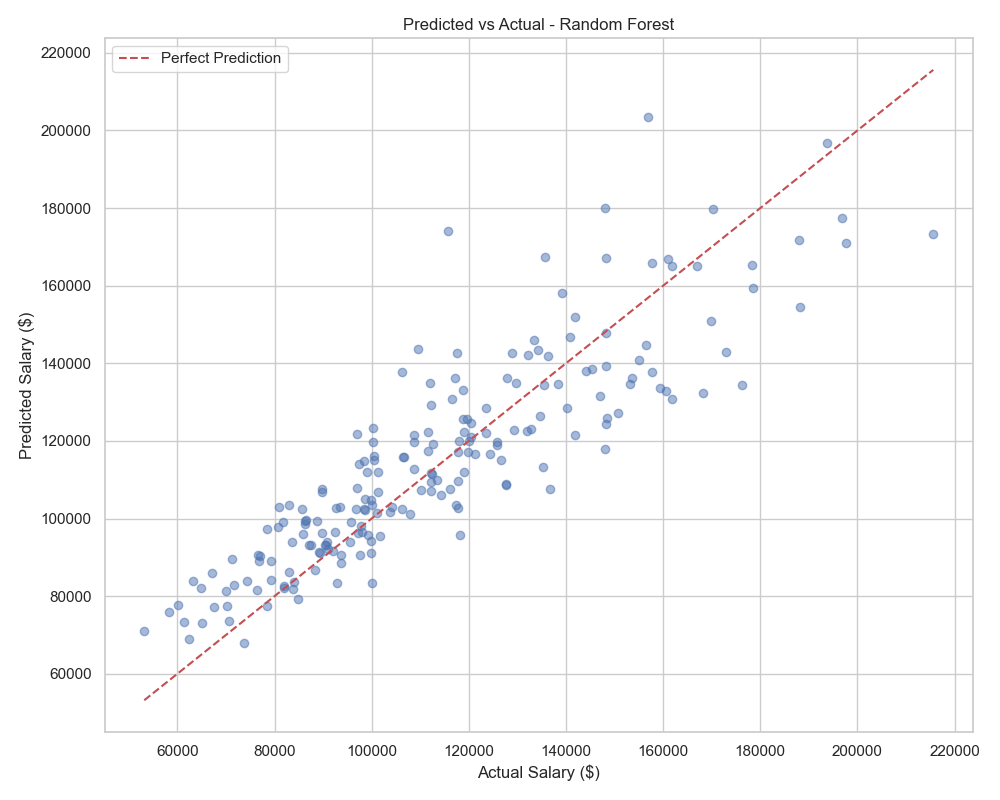 Predicted vs Actual - Random Forest
Perfect Prediction
Predicted Salary ($)
220000
200000
180000
160000
140000
120000
100000
80000
60000
60000 80000 100000 120000 140000 160000 180000 200000 220000
Actual Salary ($)